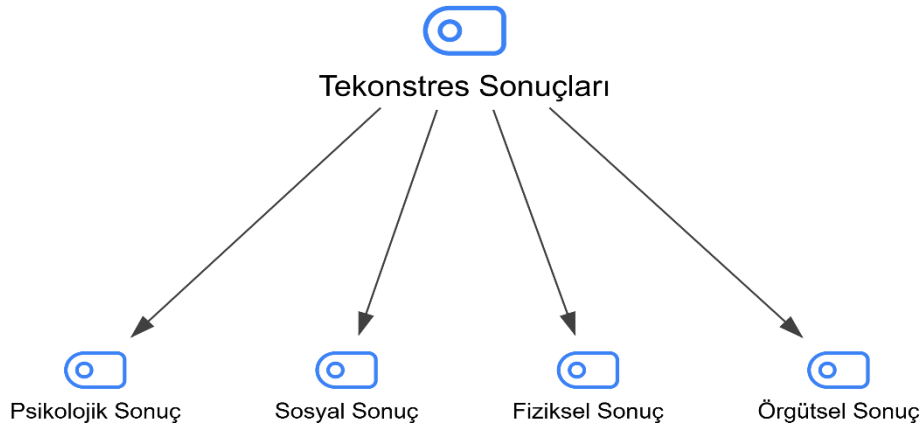 Tekonstres Sonuçları
Psikolojik Sonuç
Sosyal Sonuç
Fiziksel Sonuç
Örgütsel Sonuç